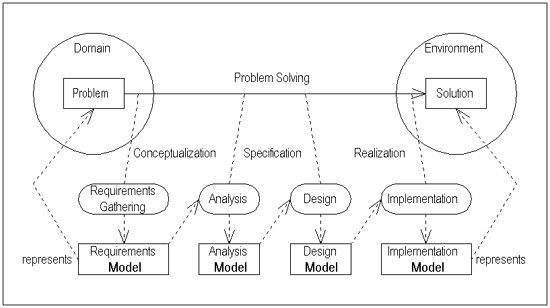 Domain
Environment
Problem Solving
Problem
Solution
Conceptualization
Specification
Realization
Requirements
Gathering
Analysis
Design
Implementation
represents
Requirements
Model
Analysis
Model
Design
Model
Implementation
Model
represents